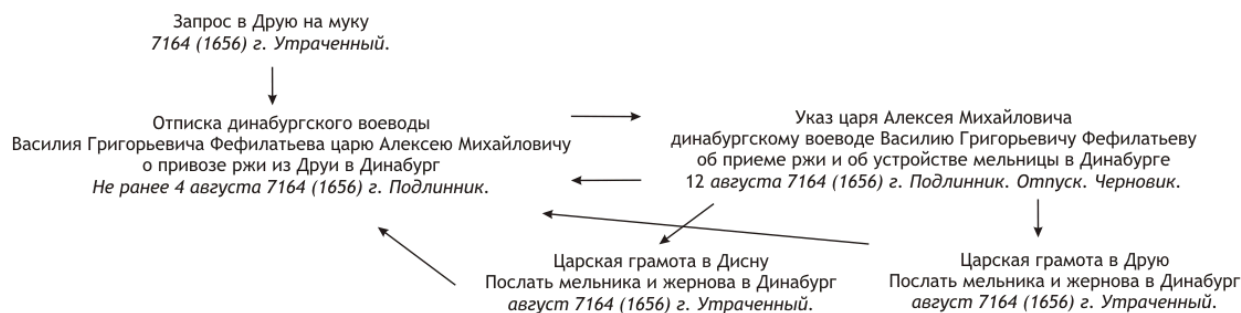 Запрос в Друю на муку
7164 (1656) г. Утраченный.
Отписка динабургского воеводы
Василия Григорьевича Фефилатьева царю Алексею Михайловичу
о привозе ржи из Друи в Динабург
Не ранее 4 августа 7164 (1656) г. Подлинник.
Указ царя Алексея Михайловича
динабургскому воеводе Василию Григорьевичу Фефилатьеву
об приеме ржи и об устройстве мельницы в Динабурге
12 августа 7164 (1656) г. Подлинник. Отпуск. Черновик.
Царская грамота в Дисну
Послать мельника и жернова в Динабург
август 7164 (1656) г. Утраченный.
Царская грамота в Друю
Послать мельника и жернова в Динабург
август 7164 (1656) г. Утраченный.